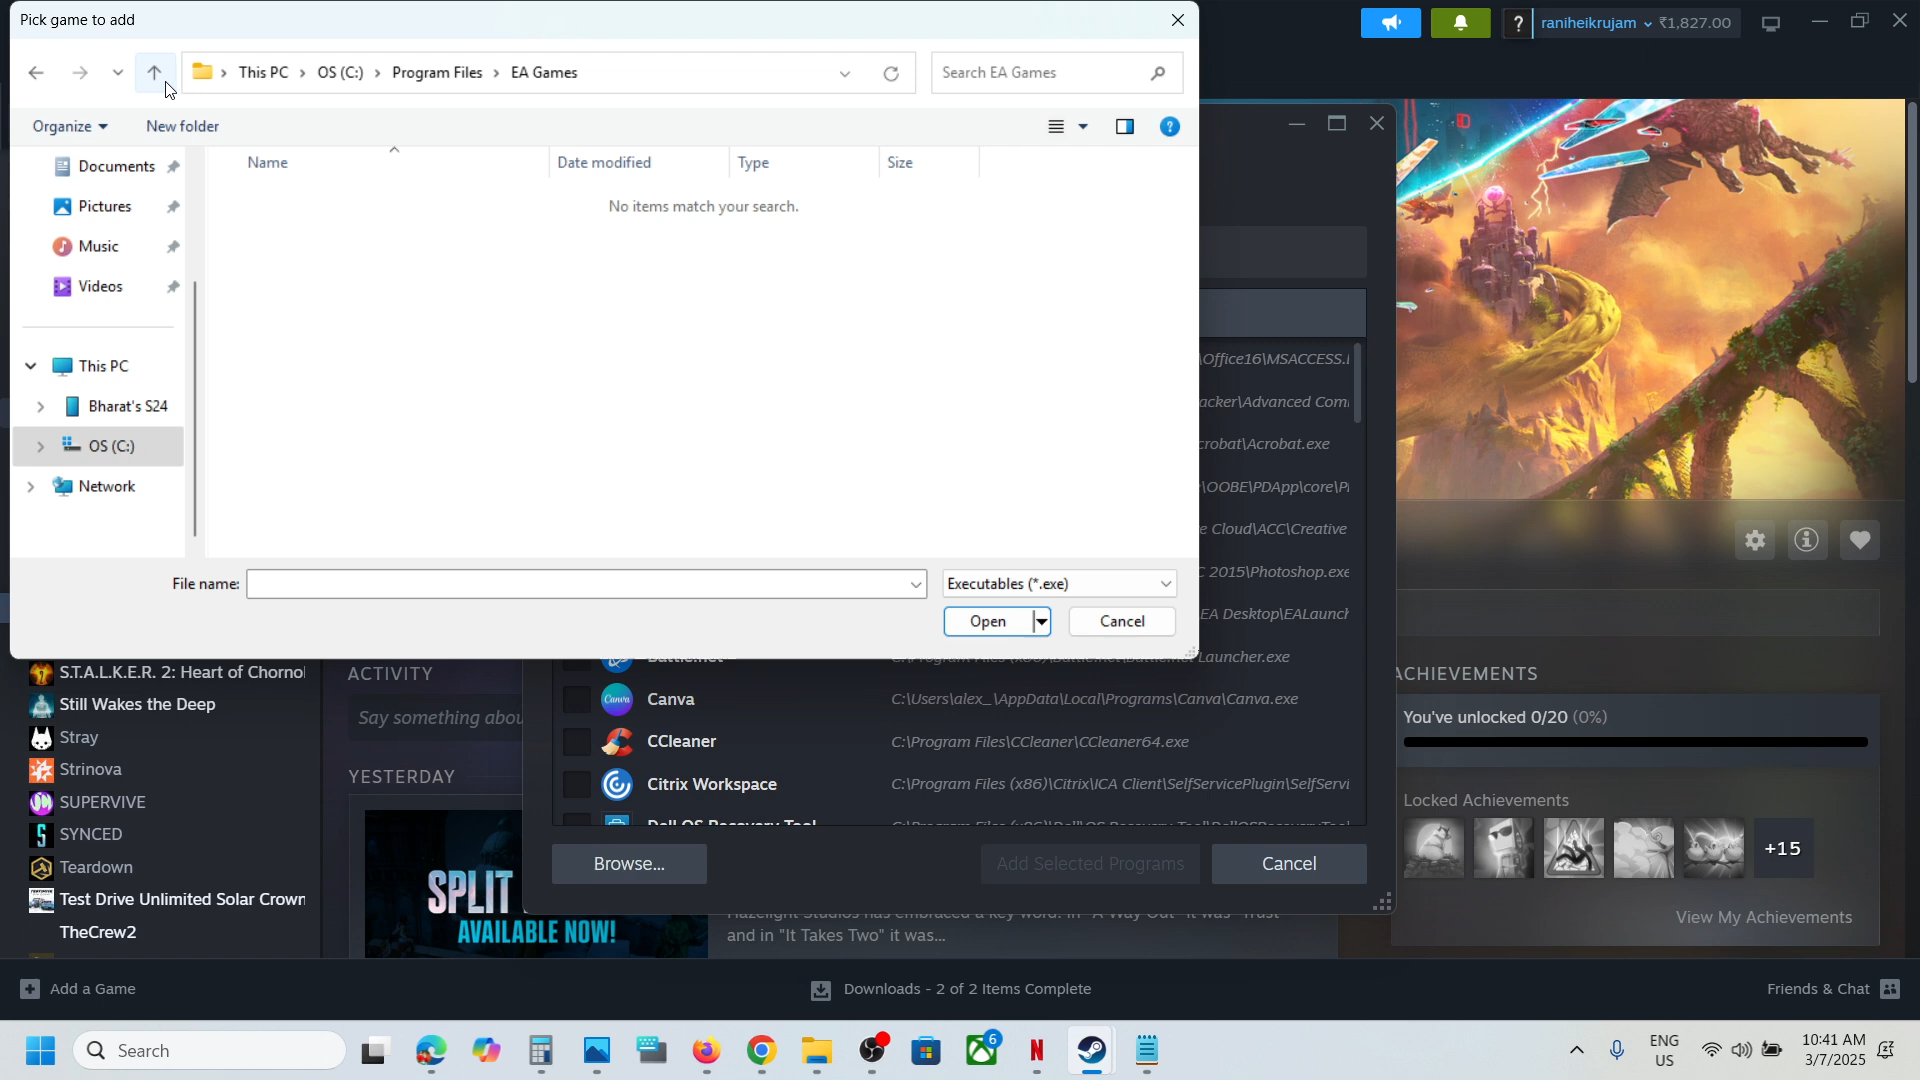 Pick game to add
raniheikrujam
₹1,827.00
This PC
OS (C:)
Program Files
EA Games
Search EA Games
Organize
New folder
Name
Date modified
Type
Size
No items match your search.
Documents
Pictures
Music
Videos
This PC
Bharat's S24
OS (C:)
Network
File name:
Executables (*.exe)
Open
Cancel
\Office16\MSACCESS.
acker\Advanced Com
crobat\Acrobat.exe
\OOBE\PDApp\core\P
e Cloud\ACC\Creative
C 2015\Photoshop.exe
EA Desktop\EALaunch
Launcher.exe
Canva
C:\Users\alex_\AppData\Local\Programs\Canva\Canva.exe
CCleaner
C:\Program Files\CCleaner\CCleaner64.exe
Citrix Workspace
C:\Program Files (x86)\Citrix\ICA Client\SelfServicePlugin\SelfServi
Browse...
Add Selected Programs
Cancel
S.T.A.L.K.E.R. 2: Heart of Chornol
Still Wakes the Deep
Stray
Strinova
SUPERVIVE
SYNCED
Teardown
Test Drive Unlimited Solar Crown
TheCrew2
ACTIVITY
Say something abou
YESTERDAY
SPLIT
AVAILABLE NOW!
and in "It Takes Two" it was...
ACHIEVEMENTS
You've unlocked 0/20 (0%)
Locked Achievements
+15
View My Achievements
Add a Game
Downloads - 2 of 2 Items Complete
Friends & Chat
Search
6
ENG
US
10:41 AM
3/7/2025